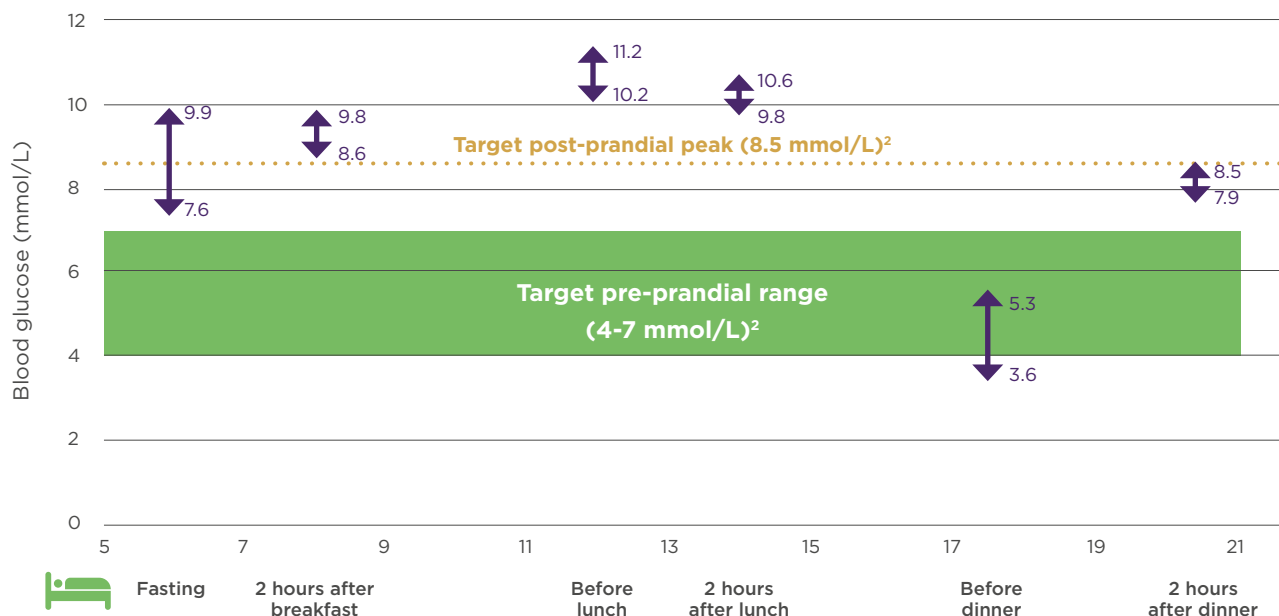 Blood glucose (mmol/L)
12
10
8
6
4
2
0
9.9
7.6
9.8
8.6
11.2
10.2
10.6
9.8
Target post-prandial peak (8.5 mmol/L)²
8.5
7.9
Target pre-prandial range
(4-7 mmol/L)²
5.3
3.6
5 7 9 11 13 15 17 19 21
Fasting
2 hours after
breakfast
Before
lunch
2 hours
after lunch
Before
dinner
2 hours
after dinner